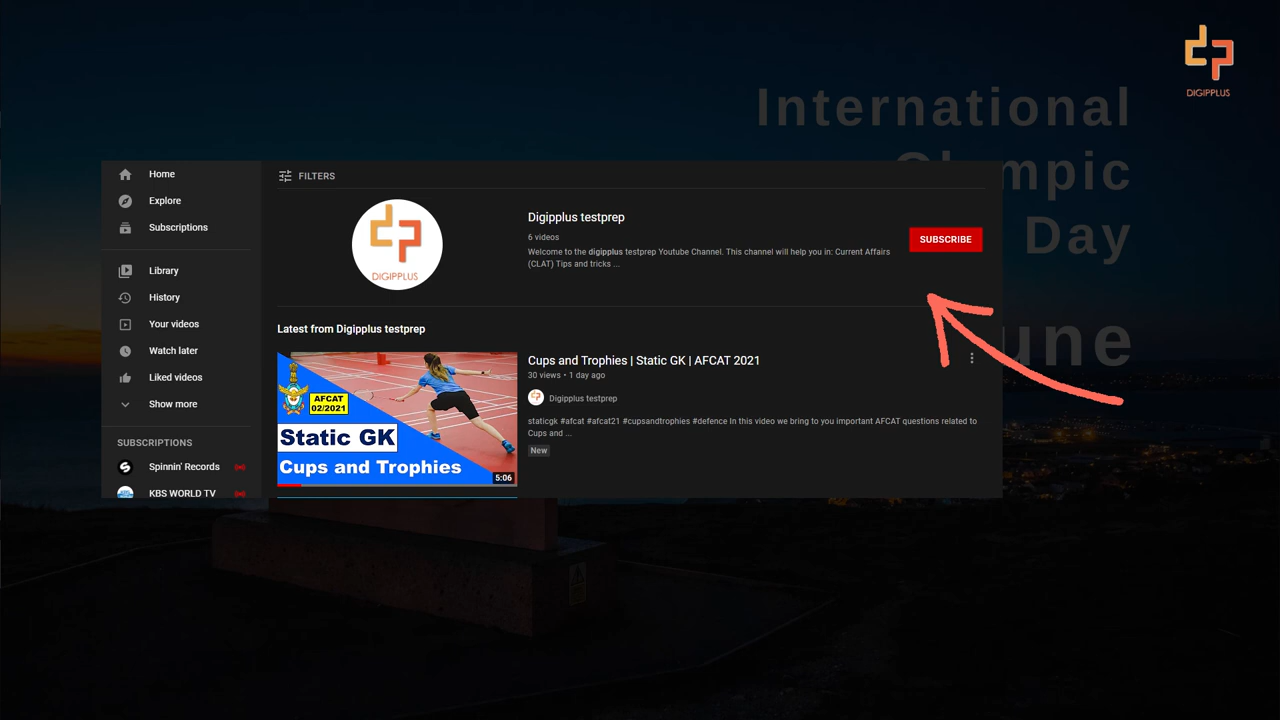 DIGIPPLUS
International
Olympic
Day
June
Home
Explore
Subscriptions
Library
History
Your videos
Watch later
Liked videos
Show more
SUBSCRIPTIONS
Spinnin' Records
KBS WORLD TV
FILTERS
DIGIPPLUS
Digipplus testprep
6 videos
Welcome to the digipplus testprep Youtube Channel. This channel will help you in: Current Affairs
(CLAT) Tips and tricks ...
SUBSCRIBE
Latest from Digipplus testprep
AFCAT
02/2021
Static GK
Cups and Trophies
5:06
Cups and Trophies | Static GK | AFCAT 2021
30 views • 1 day ago
Digipplus testprep
staticgk #afcat #afcat21 #cupsandtrophies #defence In this video we bring to you important AFCAT questions related to
Cups and ...
New